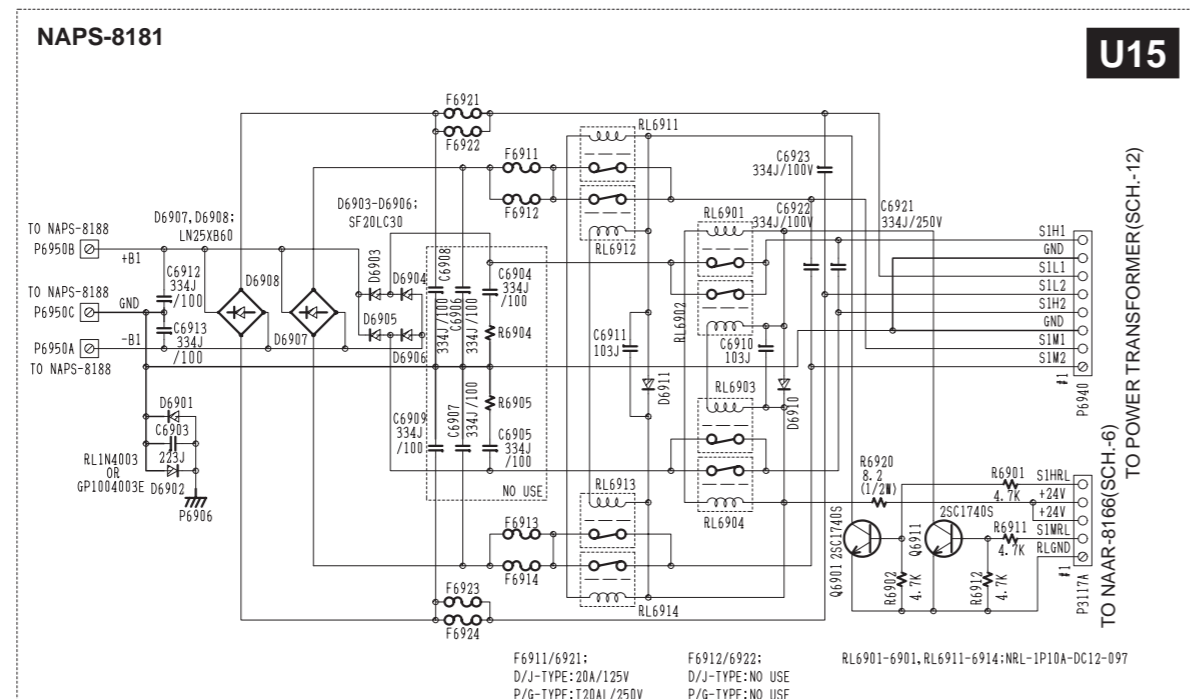 NAPS-8181
U15
F6921
F6922
RL6911
F6911
F6912
RL6912
C6923
334J/100V
RL6901
C6922
334J/100V
C6921
334J/250V
D6907,D6908;
LN25XB60
D6903-D6906;
SF20LC30
TO NAPS-8188
P6950B
+B1
C6912
334J
/100
D6908
D6903
D6904
C6908
334J/100
C6906
334J/100
C6904
334J
/100
RL6902
S1H1
GND
S1L1
S1L2
S1H2
GND
S1M1
S1M2
#1
P6940
TO POWER TRANSFORMER(SCH.-12)
TO NAPS-8188
P6950C
GND
C6913
334J
/100
D6907
D6905
D6906
R6904
C6911
103J
C6910
103J
P6950A
-B1
TO NAPS-8188
D6911
RL6903
D6910
D6901
C6903
223J
RL1N4003
OR
GP1004003E
D6902
P6906
C6909
334J
/100
C6907
334J/100
R6905
C6905
334J
/100
NO USE
RL6913
RL6904
R6920
8.2
(1/2W)
R6901
4.7K
S1HRL
+24V
+24V
S1MRL
RLGND
#1
P3117A
TO NAAR-8166(SCH.-6)
Q6901 2SC1740S
Q6911
2SC1740S
R6911
4.7K
R6902
4.7K
R6912
4.7K
F6913
F6914
F6923
F6924
RL6914
F6911/6921;
D/J-TYPE:20A/125V
P/G-TYPE:T20AL/250V
F6912/6922;
D/J-TYPE:NO USE
P/G-TYPE:NO USE
RL6901-6901,RL6911-6914;NRL-1P10A-DC12-097